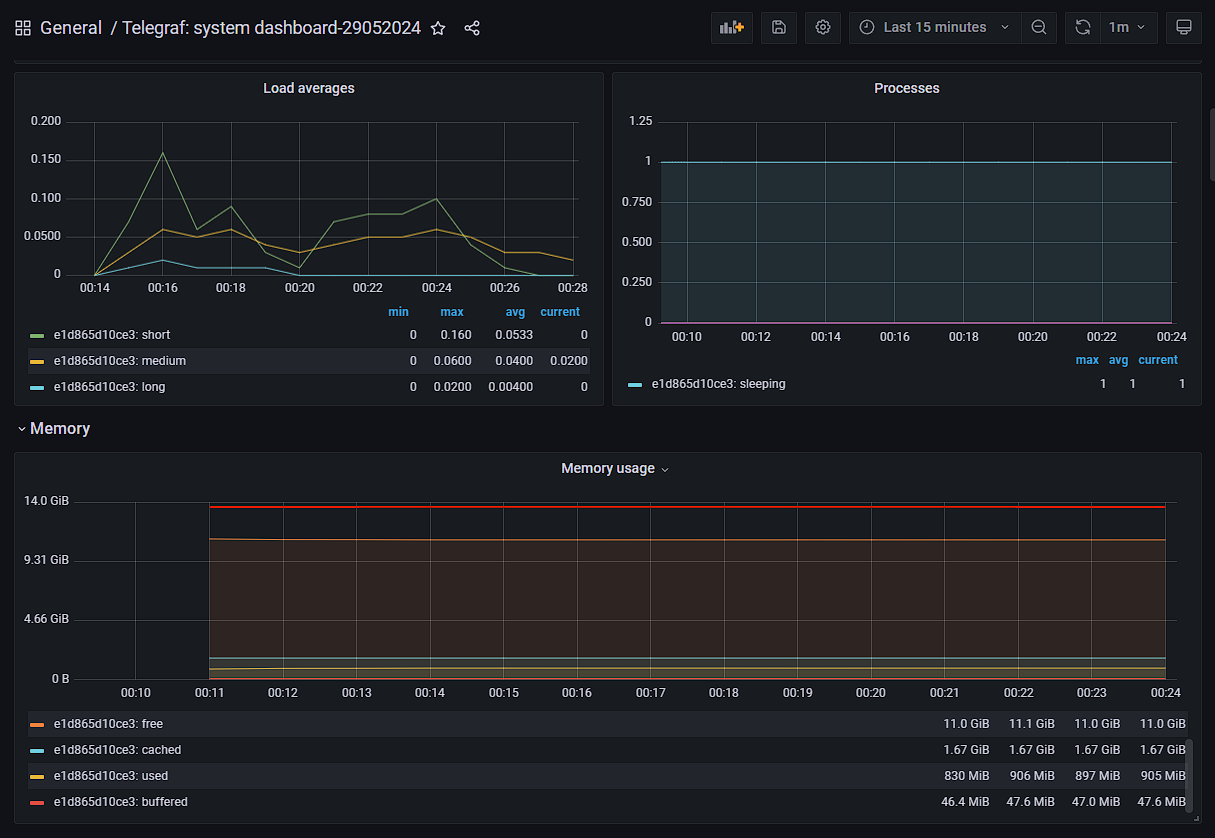 General / Telegraf: system dashboard-29052024
Last 15 minutes
1m
Load averages
0.200
0.150
0.100
0.0500
0
00:14 00:16 00:18 00:20 00:22 00:24 00:26 00:28
min max avg current
e1d865d10ce3: short 0 0.160 0.0533 0
e1d865d10ce3: medium 0 0.0600 0.0400 0.0200
e1d865d10ce3: long 0 0.0200 0.00400 0
Processes
1.25
1
0.750
0.500
0.250
0
00:10 00:12 00:14 00:16 00:18 00:20 00:22 00:24
max avg current
e1d865d10ce3: sleeping 1 1 1
Memory
Memory usage
14.0 GiB
9.31 GiB
4.66 GiB
0 B
00:10 00:11 00:12 00:13 00:14 00:15 00:16 00:17 00:18 00:19 00:20 00:21 00:22 00:23 00:24
e1d865d10ce3: free 11.0 GiB 11.1 GiB 11.0 GiB 11.0 GiB
e1d865d10ce3: cached 1.67 GiB 1.67 GiB 1.67 GiB 1.67 GiB
e1d865d10ce3: used 830 MiB 906 MiB 897 MiB 905 MiB
e1d865d10ce3: buffered 46.4 MiB 47.6 MiB 47.0 MiB 47.6 MiB